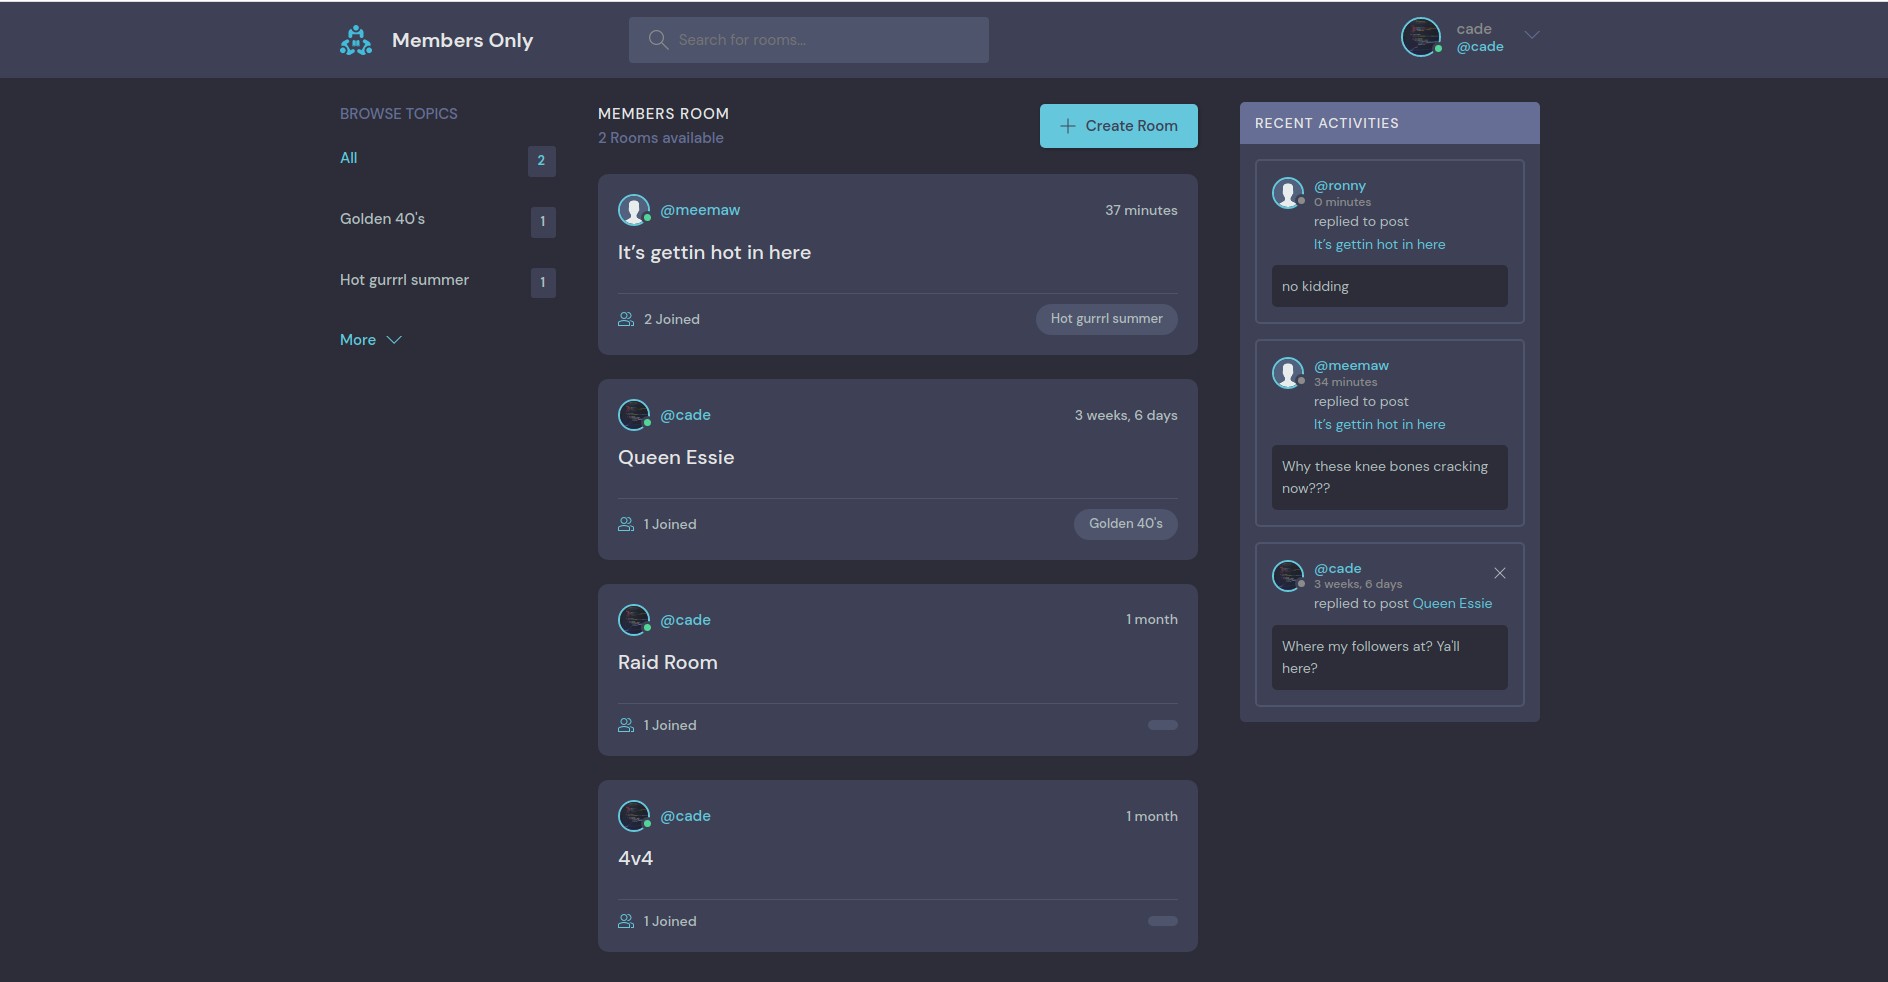 Members Only
Search for rooms...
cade
@cade
BROWSE TOPICS
All
2
Golden 40's
1
Hot gurrrl summer
1
More
MEMBERS ROOM
2 Rooms available
Create Room
@meemaw
37 minutes
It’s gettin hot in here
2 Joined
Hot gurrrl summer
@cade
3 weeks, 6 days
Queen Essie
1 Joined
Golden 40's
@cade
1 month
Raid Room
1 Joined
@cade
1 month
4v4
1 Joined
RECENT ACTIVITIES
@ronny
0 minutes
replied to post
It’s gettin hot in here
no kidding
@meemaw
34 minutes
replied to post
It’s gettin hot in here
Why these knee bones cracking
now???
@cade
3 weeks, 6 days
replied to post Queen Essie
Where my followers at? Ya'll
here?